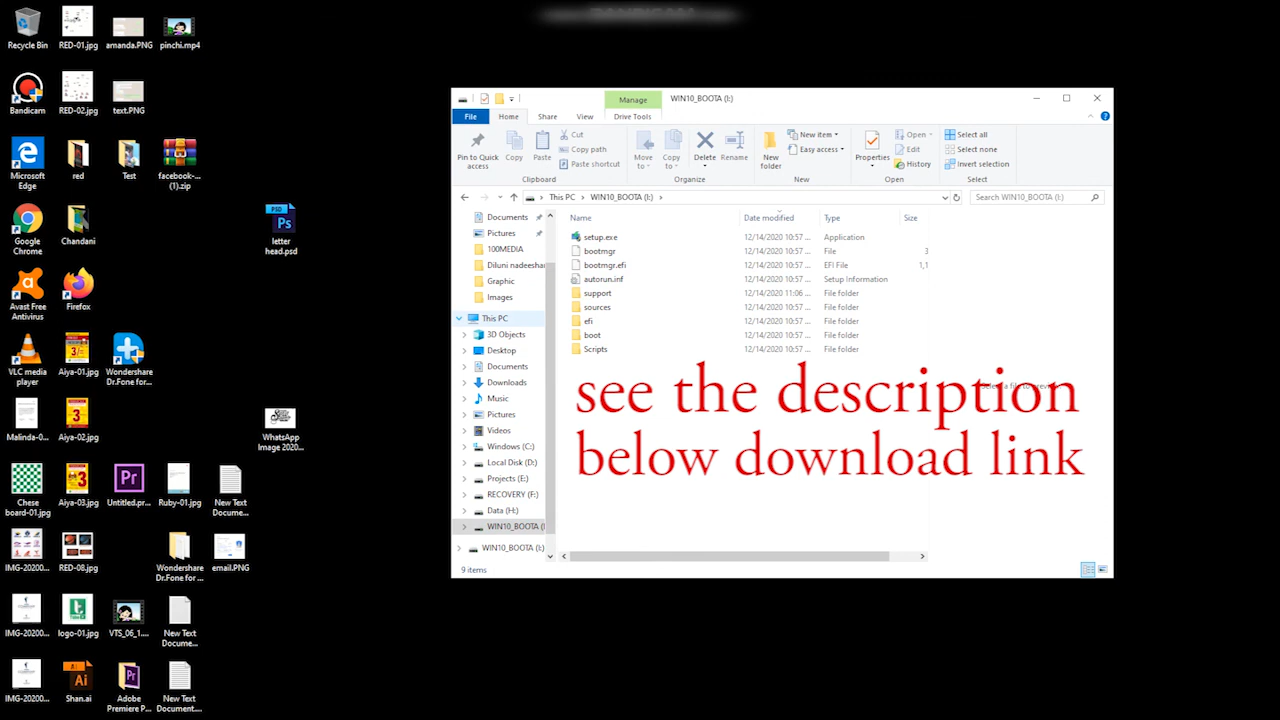 Recycle Bin
RED-01.jpg
amanda.PNG
pinchi.mp4
Bandicam
RED-02.jpg
text.PNG
Microsoft
Edge
red
Test
facebook-...
(1).zip
Google
Chrome
Chandani
letter
head.psd
Avast Free
Antivirus
Firefox
VLC media
player
Aiya-01.jpg
Wondershare
Dr.Fone for...
Malinda-0...
Aiya-02.jpg
WhatsApp
Image 2020...
Chese
board-01.jpg
Aiya-03.jpg
Untitled.pr...
Ruby-01.jpg
New Text
Docume...
IMG-20200...
RED-08.jpg
Wondershare
Dr.Fone for ...
email.PNG
IMG-20200...
logo-01.jpg
VTS_06_1....
New Text
Docume...
IMG-20200...
Shan.ai
Adobe
Premiere P...
New Text
Document....
Manage
WIN10_BOOTA (I:)
File
Home
Share
View
Drive Tools
Pin to Quick
access
Copy
Paste
Cut
Copy path
Paste shortcut
Move
to
Copy
to
Delete
Rename
New
folder
New item
Easy access
Properties
Open
Edit
History
Select all
Select none
Invert selection
Clipboard
Organize
New
Open
Select
This PC
WIN10_BOOTA (I:)
Search WIN10_BOOTA (I:)
Documents
Pictures
100MEDIA
Diluni nadeeshar
Graphic
Images
This PC
3D Objects
Desktop
Documents
Downloads
Music
Pictures
Videos
Windows (C:)
Local Disk (D:)
Projects (E:)
RECOVERY (F:)
Data (H:)
WIN10_BOOTA (I
WIN10_BOOTA (I:)
Name Date modified Type Size
setup.exe 12/14/2020 10:57 ... Application
bootmgr 12/14/2020 10:57 ... File 3
bootmgr.efi 12/14/2020 10:57 ... EFI File 1,1
autorun.inf 12/14/2020 10:57 ... Setup Information
support 12/14/2020 11:06 ... File folder
sources 12/14/2020 10:57 ... File folder
efi 12/14/2020 10:57 ... File folder
boot 12/14/2020 10:57 ... File folder
Scripts 12/14/2020 10:57 ... File folder
see the description
below download link
9 items